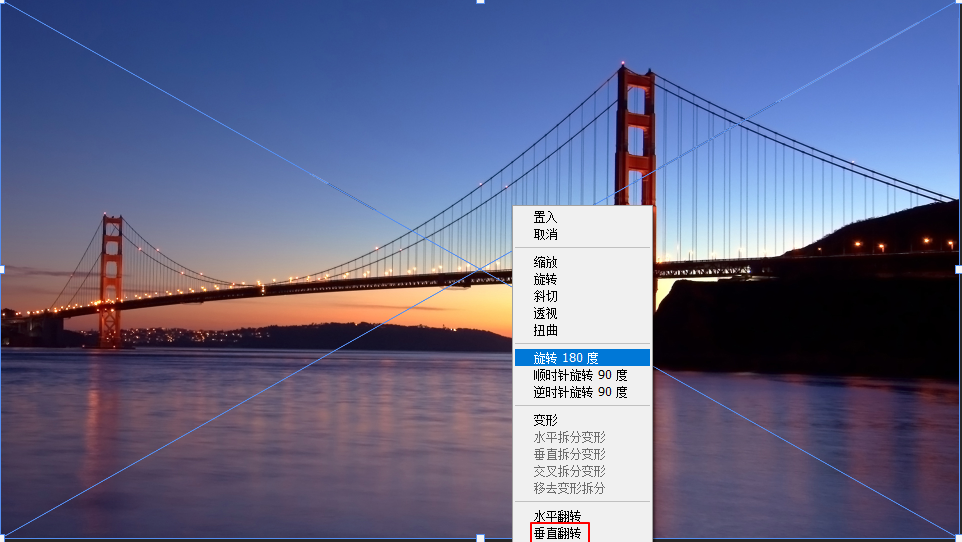 置入
取消
缩放
旋转
斜切
透视
扭曲
旋转 180 度
顺时针旋转 90 度
逆时针旋转 90 度
变形
水平拆分变形
垂直拆分变形
交叉拆分变形
移去变形拆分
水平翻转
垂直翻转